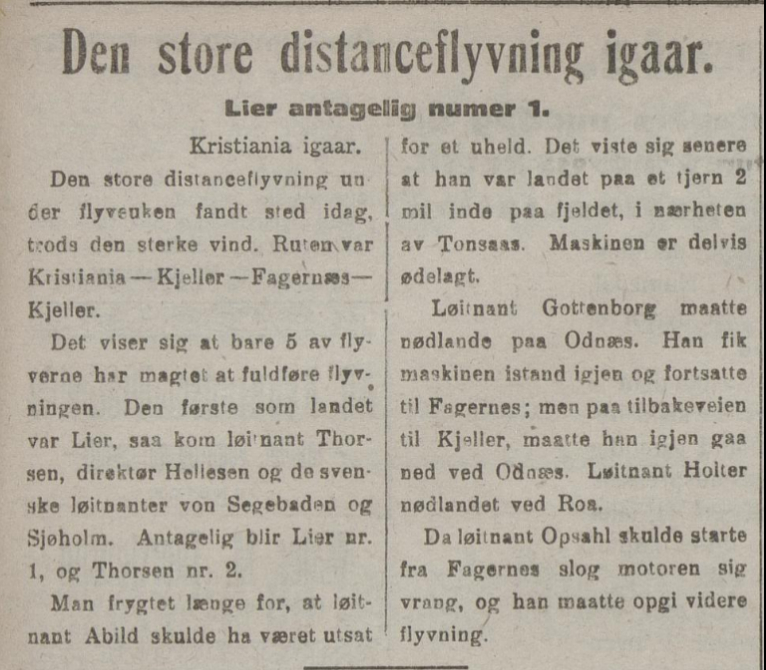 Den store distanceflyvning igaar.
Lier antagelig numer 1.
Kristiania igaar.
Den store distanceflyvning un
der flyveuken fandt sted idag,
trods den sterke vind. Ruten var
Kristiania — Kjeller — Fagernæs—
Kjeller.
Det viser sig at bare 5 av fly-
verne har magtet at fuldføre flyv-
ningen. Den første som landet
var Lier, saa kom løitnant Thor-
sen, direktør Hellesen og de sven-
ske løitnanter von Segebaden og
Sjøholm. Antagelig blir Lier nr.
1, og Thorsen nr. 2.
Man frygtet længe for, at løit-
nant Abild skulde ha været utsat
for et uheld. Det viste sig senere
at han var landet paa et tjern 2
mil inde paa fjeldet, i nærheten
av Tonsaas. Maskinen er delvis
ødelagt.
Løitnant Gottenborg maatte
nødlande paa Odnæs. Han fik
maskinen istand igjen og fortsatte
til Fagernes; men paa tilbakeveien
til Kjeller, maatte han igjen gaa
ned ved Odnæs. Løitnant Holter
nødlandet ved Roa.
Da løitnant Opsahl skulde starte
fra Fagernes slog motoren sig
vrang, og han maatte opgi videre
flyvning.